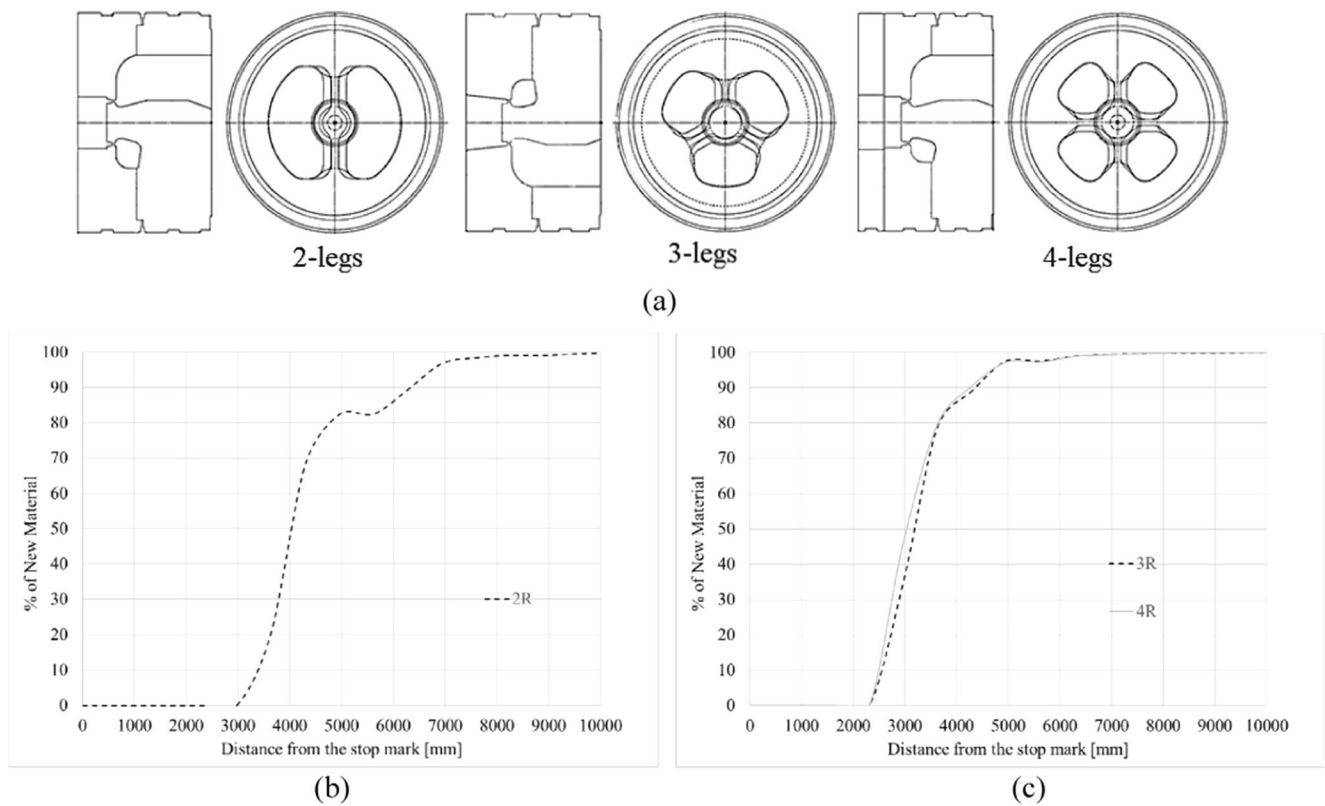 2-legs
3-legs
4-legs
(a)
100
90
80
70
60
50
40
30
20
10
0
% of New Material
2R
0 1000 2000 3000 4000 5000 6000 7000 8000 9000 10000
Distance from the stop mark [mm]
(b)
100
90
80
70
60
50
40
30
20
10
0
% of New Material
3R
4R
0 1000 2000 3000 4000 5000 6000 7000 8000 9000 10000
Distance from the stop mark [mm]
(c)